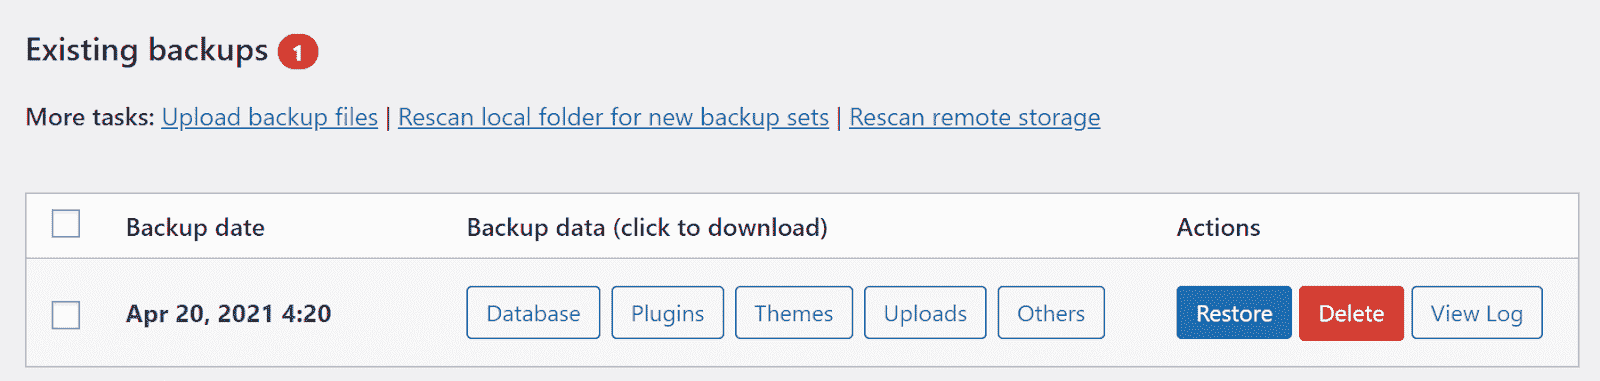 Existing backups 1
More tasks: Upload backup files | Rescan local folder for new backup sets | Rescan remote storage
Backup date Backup data (click to download) Actions
Apr 20, 2021 4:20 Database Plugins Themes Uploads Others Restore Delete View Log